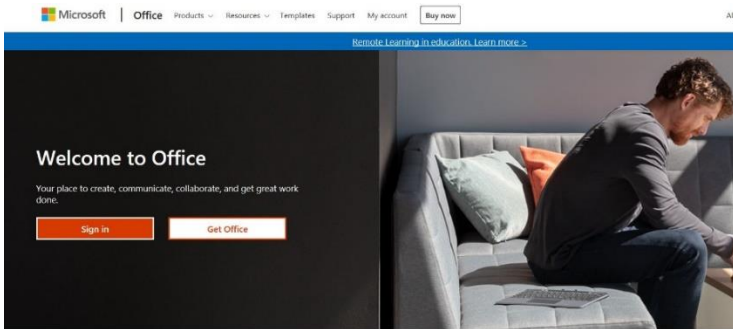 Microsoft Office Products Resources Templates Support My account Buy now
Remote Learning in education. Learn more >
Welcome to Office
Your place to create, communicate, collaborate, and get great work
done.
Sign in Get Office